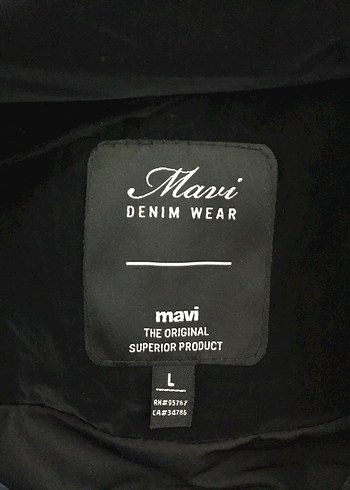 Mavi
DENIM WEAR
mavi
THE ORIGINAL
SUPERIOR PRODUCT
L
RN#95767
CA#34786